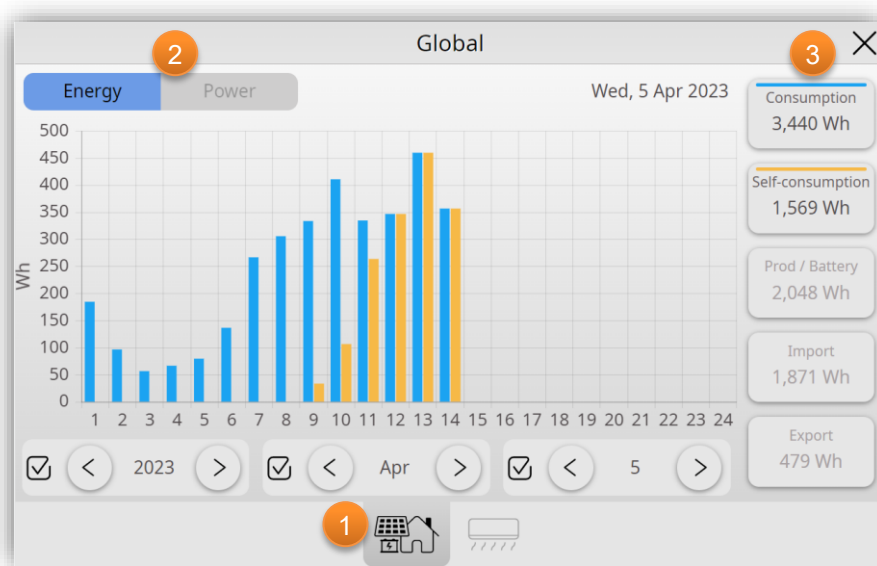 Global
2
3
Energy
Power
Wed, 5 Apr 2023
Consumption
3,440 Wh
Self-consumption
1,569 Wh
Prod / Battery
2,048 Wh
Import
1,871 Wh
Export
479 Wh
Wh
500
450
400
350
300
250
200
150
100
50
0
1 2 3 4 5 6 7 8 9 10 11 12 13 14 15 16 17 18 19 20 21 22 23 24
2023
Apr
5
1